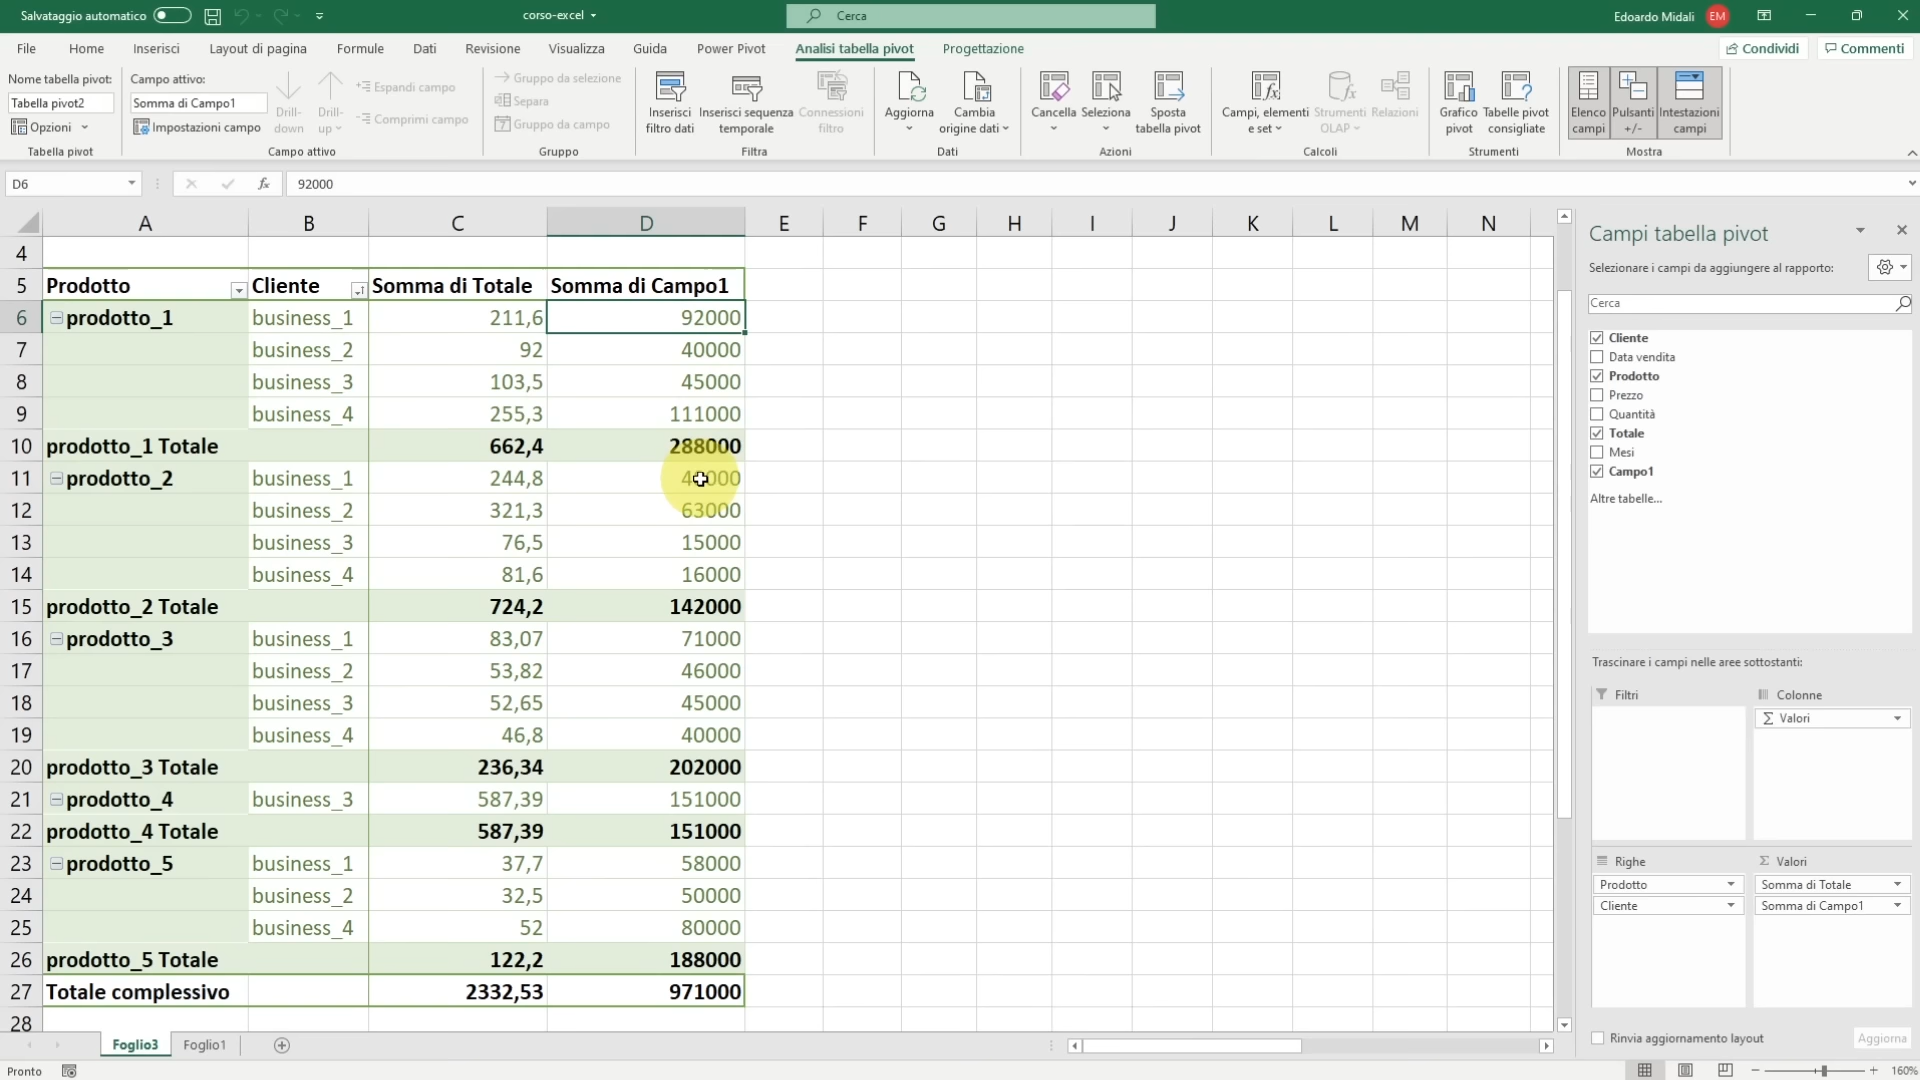 Salvataggio automatico
corso-excel
Cerca
Edoardo Midali
EM
File Home Inserisci Layout di pagina Formule Dati Revisione Visualizza Guida Power Pivot Analisi tabella pivot Progettazione
Condividi Commenti
Nome tabella pivot:
Tabella pivot2
Opzioni
Tabella pivot
Campo attivo:
Somma di Campo1
Impostazioni campo
Drill-
down
Drill-
up
Espandi campo
Comprimi campo
Campo attivo
Gruppo da selezione
Separa
Gruppo da campo
Gruppo
Inserisci
filtro dati
Inserisci sequenza
temporale
Connessioni
filtro
Filtra
Aggiorna
Cambia
origine dati
Dati
Cancella
Seleziona
Sposta
tabella pivot
Azioni
Campi, elementi
e set
Strumenti
OLAP
Relazioni
Calcoli
Grafico
pivot
Tabelle pivot
consigliate
Strumenti
Elenco
campi
Pulsanti
+/-
Intestazioni
campi
Mostra
D6
fx
92000
A B C D E F G H I J K L M N
4
5 Prodotto Cliente Somma di Totale Somma di Campo1
6 prodotto_1 business_1 211,6 92000
7 business_2 92 40000
8 business_3 103,5 45000
9 business_4 255,3 111000
10 prodotto_1 Totale 662,4 288000
11 prodotto_2 business_1 244,8
12 business_2 321,3 63000
13 business_3 76,5 15000
14 business_4 81,6 16000
15 prodotto_2 Totale 724,2 142000
16 prodotto_3 business_1 83,07 71000
17 business_2 53,82 46000
18 business_3 52,65 45000
19 business_4 46,8 40000
20 prodotto_3 Totale 236,34 202000
21 prodotto_4 business_3 587,39 151000
22 prodotto_4 Totale 587,39 151000
23 prodotto_5 business_1 37,7 58000
24 business_2 32,5 50000
25 business_4 52 80000
26 prodotto_5 Totale 122,2 188000
27 Totale complessivo 2332,53 971000
28
Campi tabella pivot
Selezionare i campi da aggiungere al rapporto:
Cerca
Cliente
Data vendita
Prodotto
Prezzo
Quantità
Totale
Mesi
Campo1
Altre tabelle...
Trascinare i campi nelle aree sottostanti:
Filtri
Colonne
Σ Valori
Righe
Prodotto
Cliente
Σ Valori
Somma di Totale
Somma di Campo1
Rinvia aggiornamento layout
Aggiorna
Foglio3 Foglio1
Pronto
160%